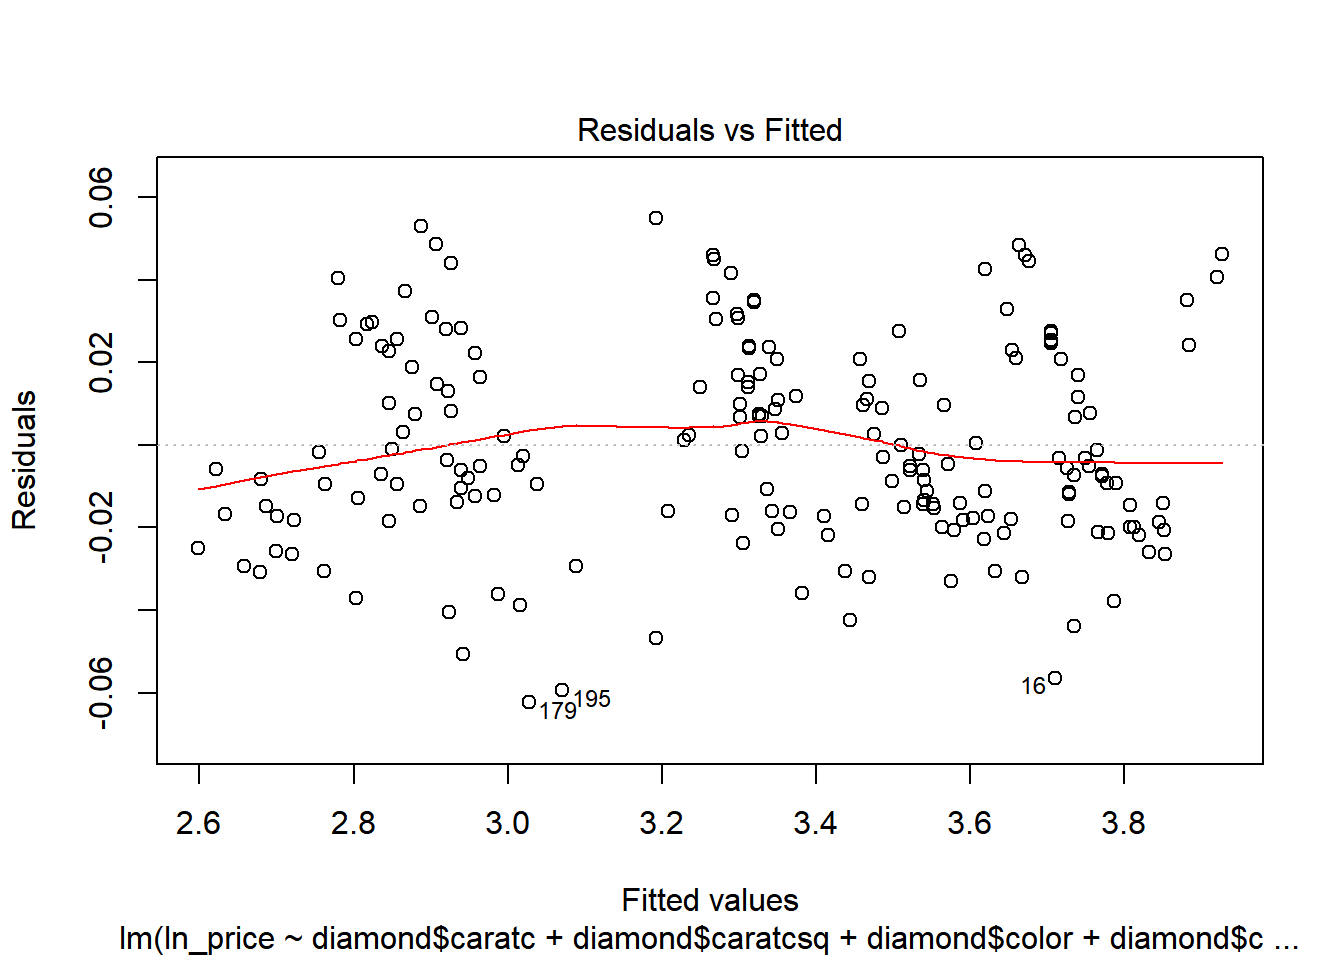 Residuals vs Fitted
0.06
0.02
-0.02
-0.06
Residuals
195
179
16
2.6 2.8 3.0 3.2 3.4 3.6 3.8
Fitted values
lm(ln_price ~ diamond$caratc + diamond$caratcsq + diamond$color + diamond$c ...